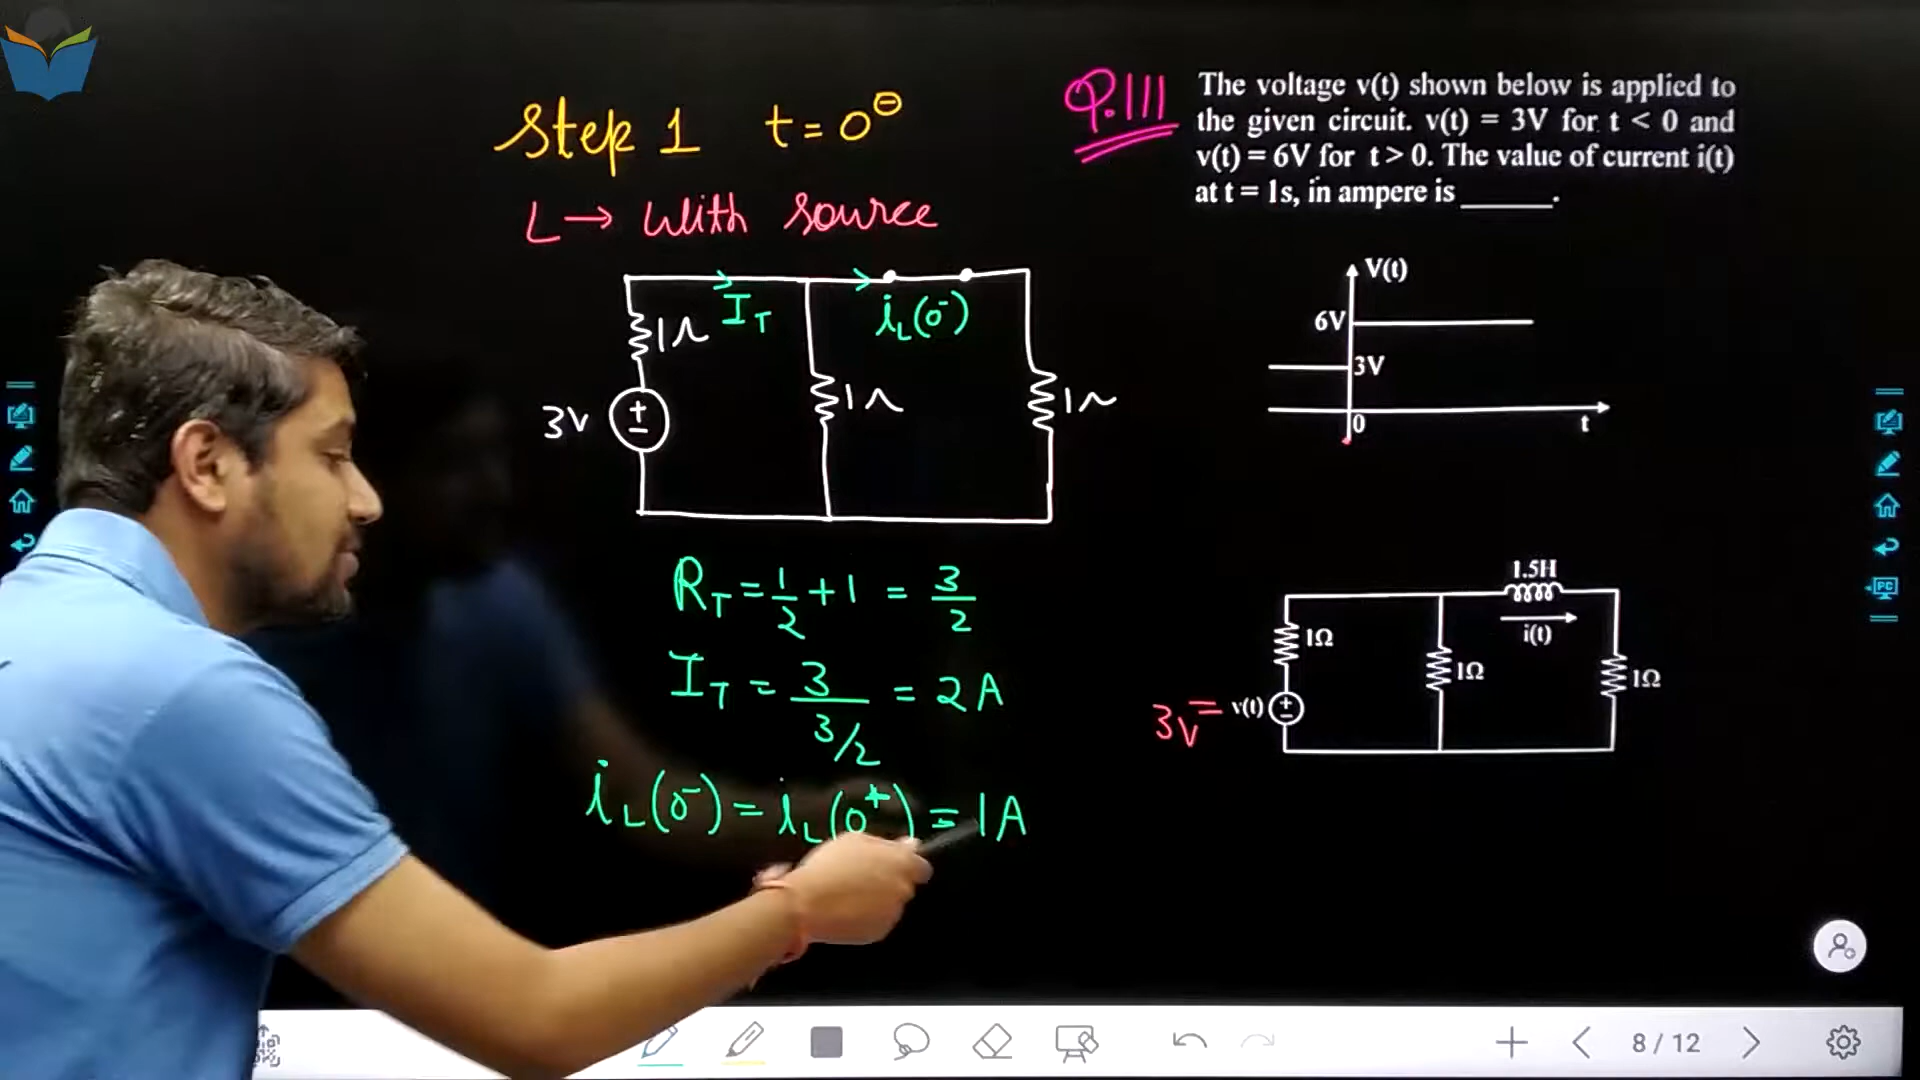 Step 1 t = 0⊖
L → With source
1Ω
I_T
i_L(0⁻)
3V
1Ω
1Ω
R_T = 1/2 + 1 = 3/2
I_T = 3/(3/2) = 2 A
i_L(0⁻) = i_L(0⁺) = 1A
Q.111
The voltage v(t) shown below is applied to
the given circuit. v(t) = 3V for t < 0 and
v(t) = 6V for t > 0. The value of current i(t)
at t = 1s, in ampere is ______.
V(t)
6V
3V
0
t
1.5H
i(t)
1Ω
1Ω
1Ω
3V = v(t)
PC
8 / 12